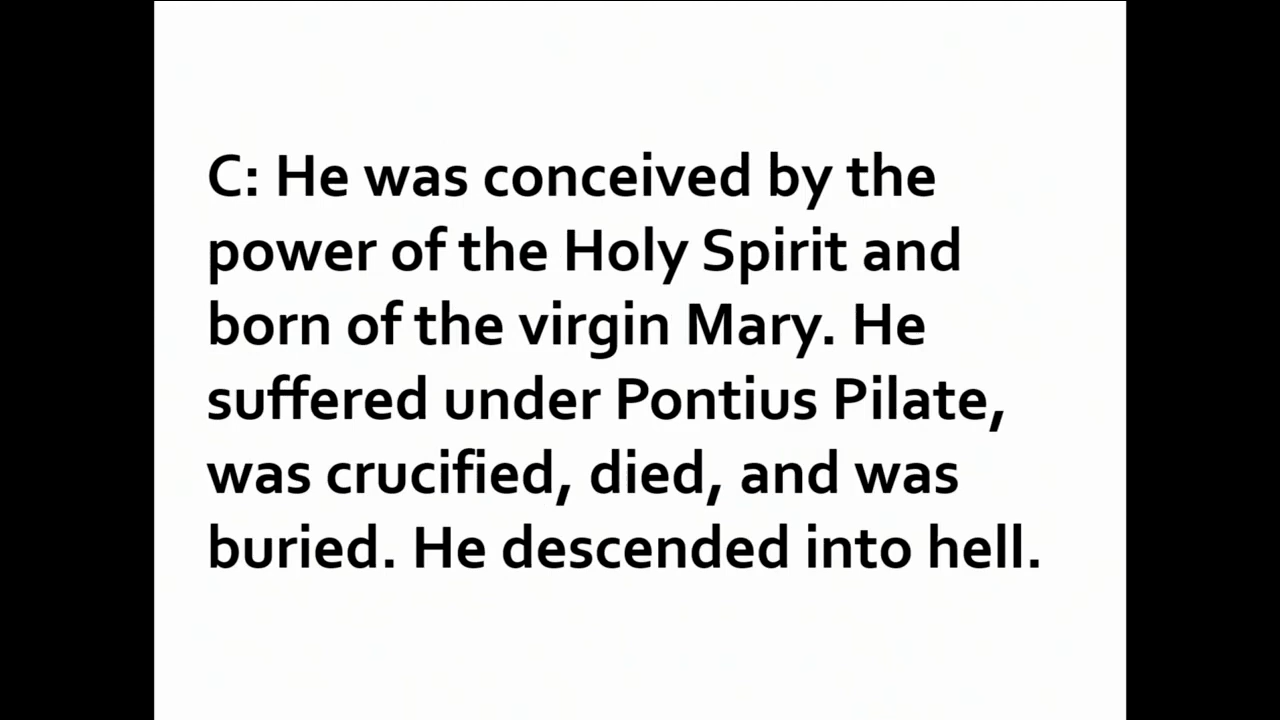 C: He was conceived by the
power of the Holy Spirit and
born of the virgin Mary. He
suffered under Pontius Pilate,
was crucified, died, and was
buried. He descended into hell.